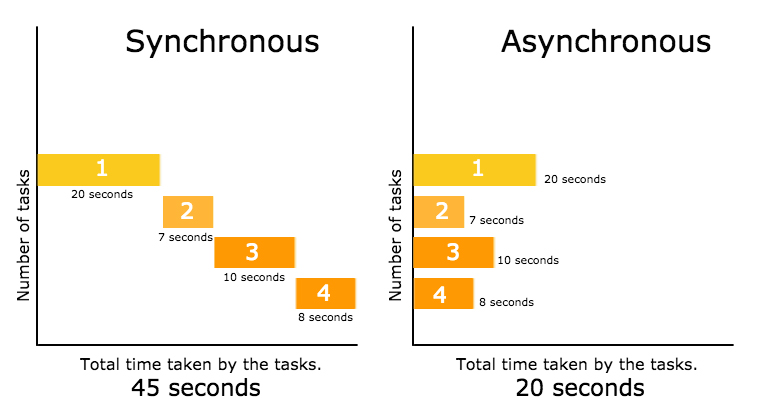 Synchronous
Number of tasks
1
20 seconds
2
7 seconds
3
10 seconds
4
8 seconds
Total time taken by the tasks.
45 seconds
Asynchronous
Number of tasks
1
20 seconds
2
7 seconds
3
10 seconds
4
8 seconds
Total time taken by the tasks.
20 seconds